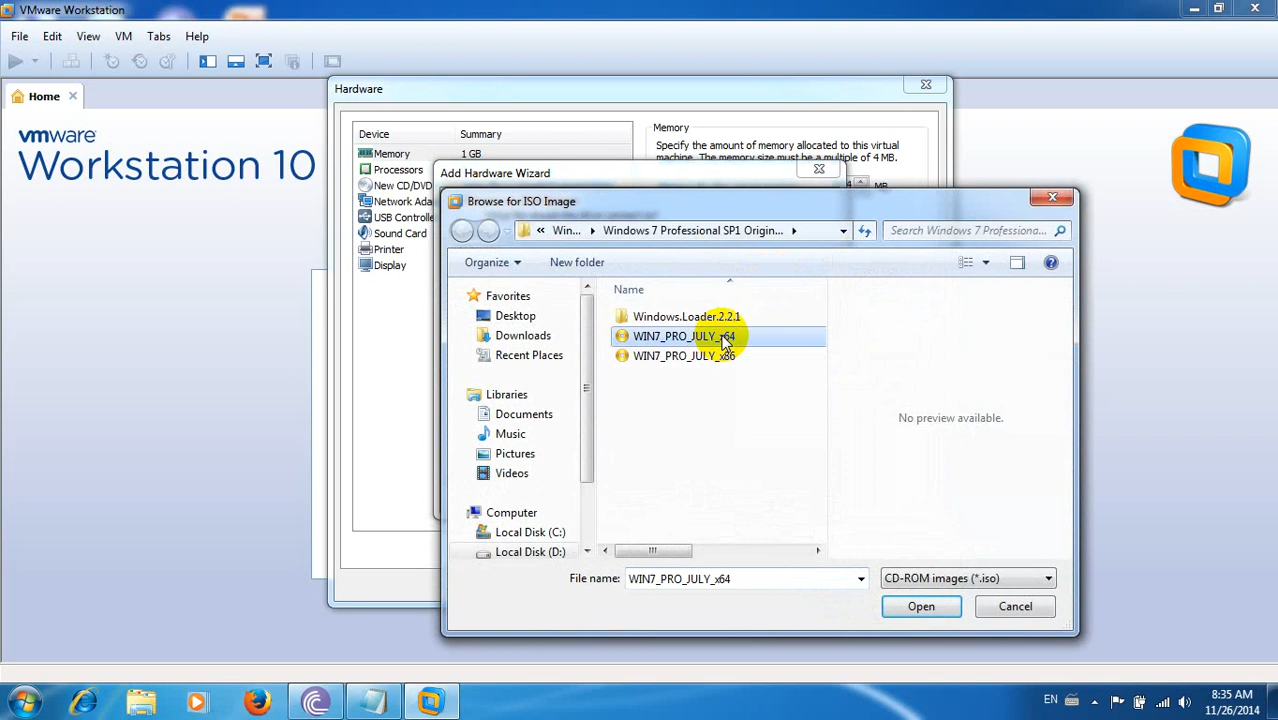 VMware Workstation
File Edit View VM Tabs Help
Home
vmware
Workstation 10
Hardware
Device Summary
Memory 1 GB
Processors
New CD/DVD
Network Ada
USB Controlle
Sound Card
Printer
Display
Memory
Specify the amount of memory allocated to this virtual
machine. The memory size must be a multiple of 4 MB.
MB
Add Hardware Wizard
Browse for ISO Image
« Win... Windows 7 Professional SP1 Origin... Search Windows 7 Professiona...
Organize New folder
Favorites
Desktop
Downloads
Recent Places
Libraries
Documents
Music
Pictures
Videos
Computer
Local Disk (C:)
Local Disk (D:)
Name
Windows.Loader.2.2.1
WIN7_PRO_JULY_x64
WIN7_PRO_JULY_x86
No preview available.
File name: WIN7_PRO_JULY_x64 CD-ROM images (*.iso)
Open Cancel
EN 8:35 AM
11/26/2014